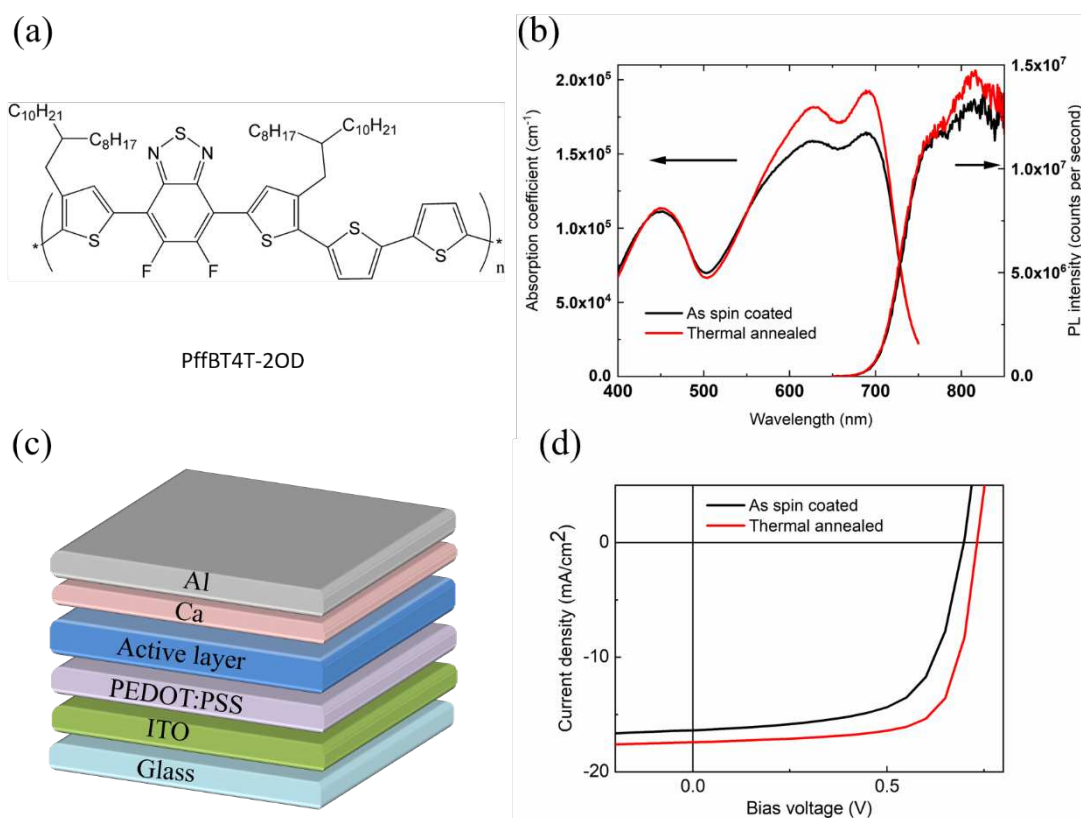 (a)
C10H21
C8H17
N
S
N
C8H17
C10H21
*
S
F
F
S
S
S
*
n
PffBT4T-2OD
(b)
Absorption coefficient (cm-1)
2.0x10^5
1.5x10^5
1.0x10^5
5.0x10^4
0.0
As spin coated
Thermal annealed
400
500
600
700
800
Wavelength (nm)
1.5x10^7
1.0x10^7
5.0x10^6
0.0
PL intensity (counts per second)
(c)
Al
Ca
Active layer
PEDOT:PSS
ITO
Glass
(d)
Current density (mA/cm2)
0
-10
-20
As spin coated
Thermal annealed
0.0
0.5
Bias voltage (V)